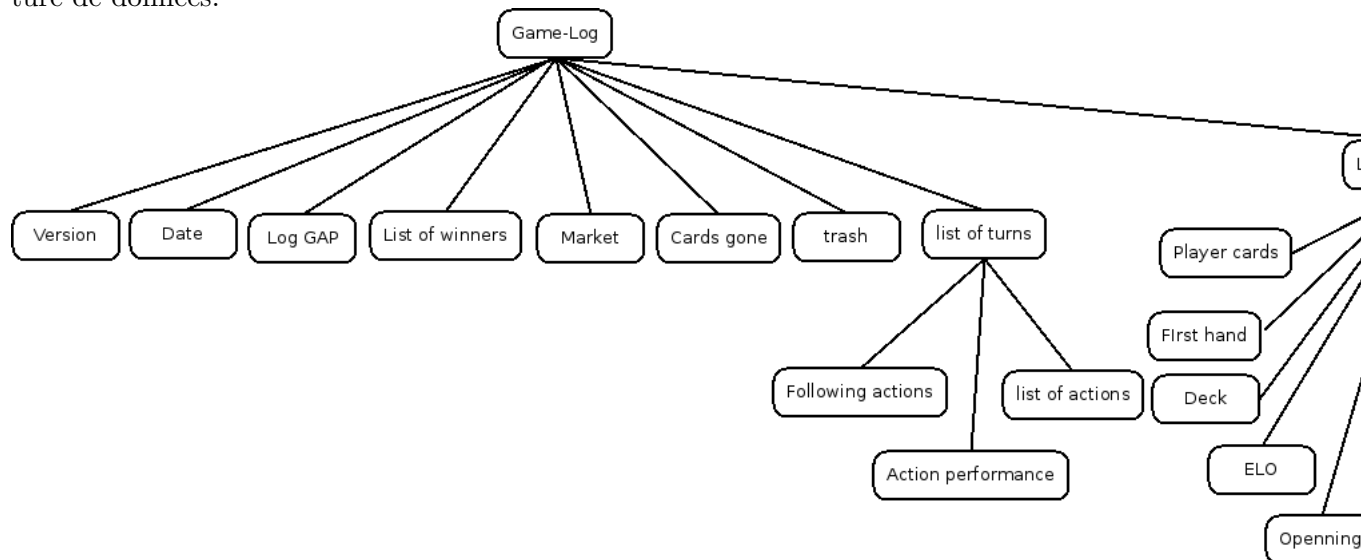 ture de données.
Game-Log
Version
Date
Log GAP
List of winners
Market
Cards gone
trash
list of turns
Following actions
Action performance
list of actions
L
Player cards
FIrst hand
Deck
ELO
Openning